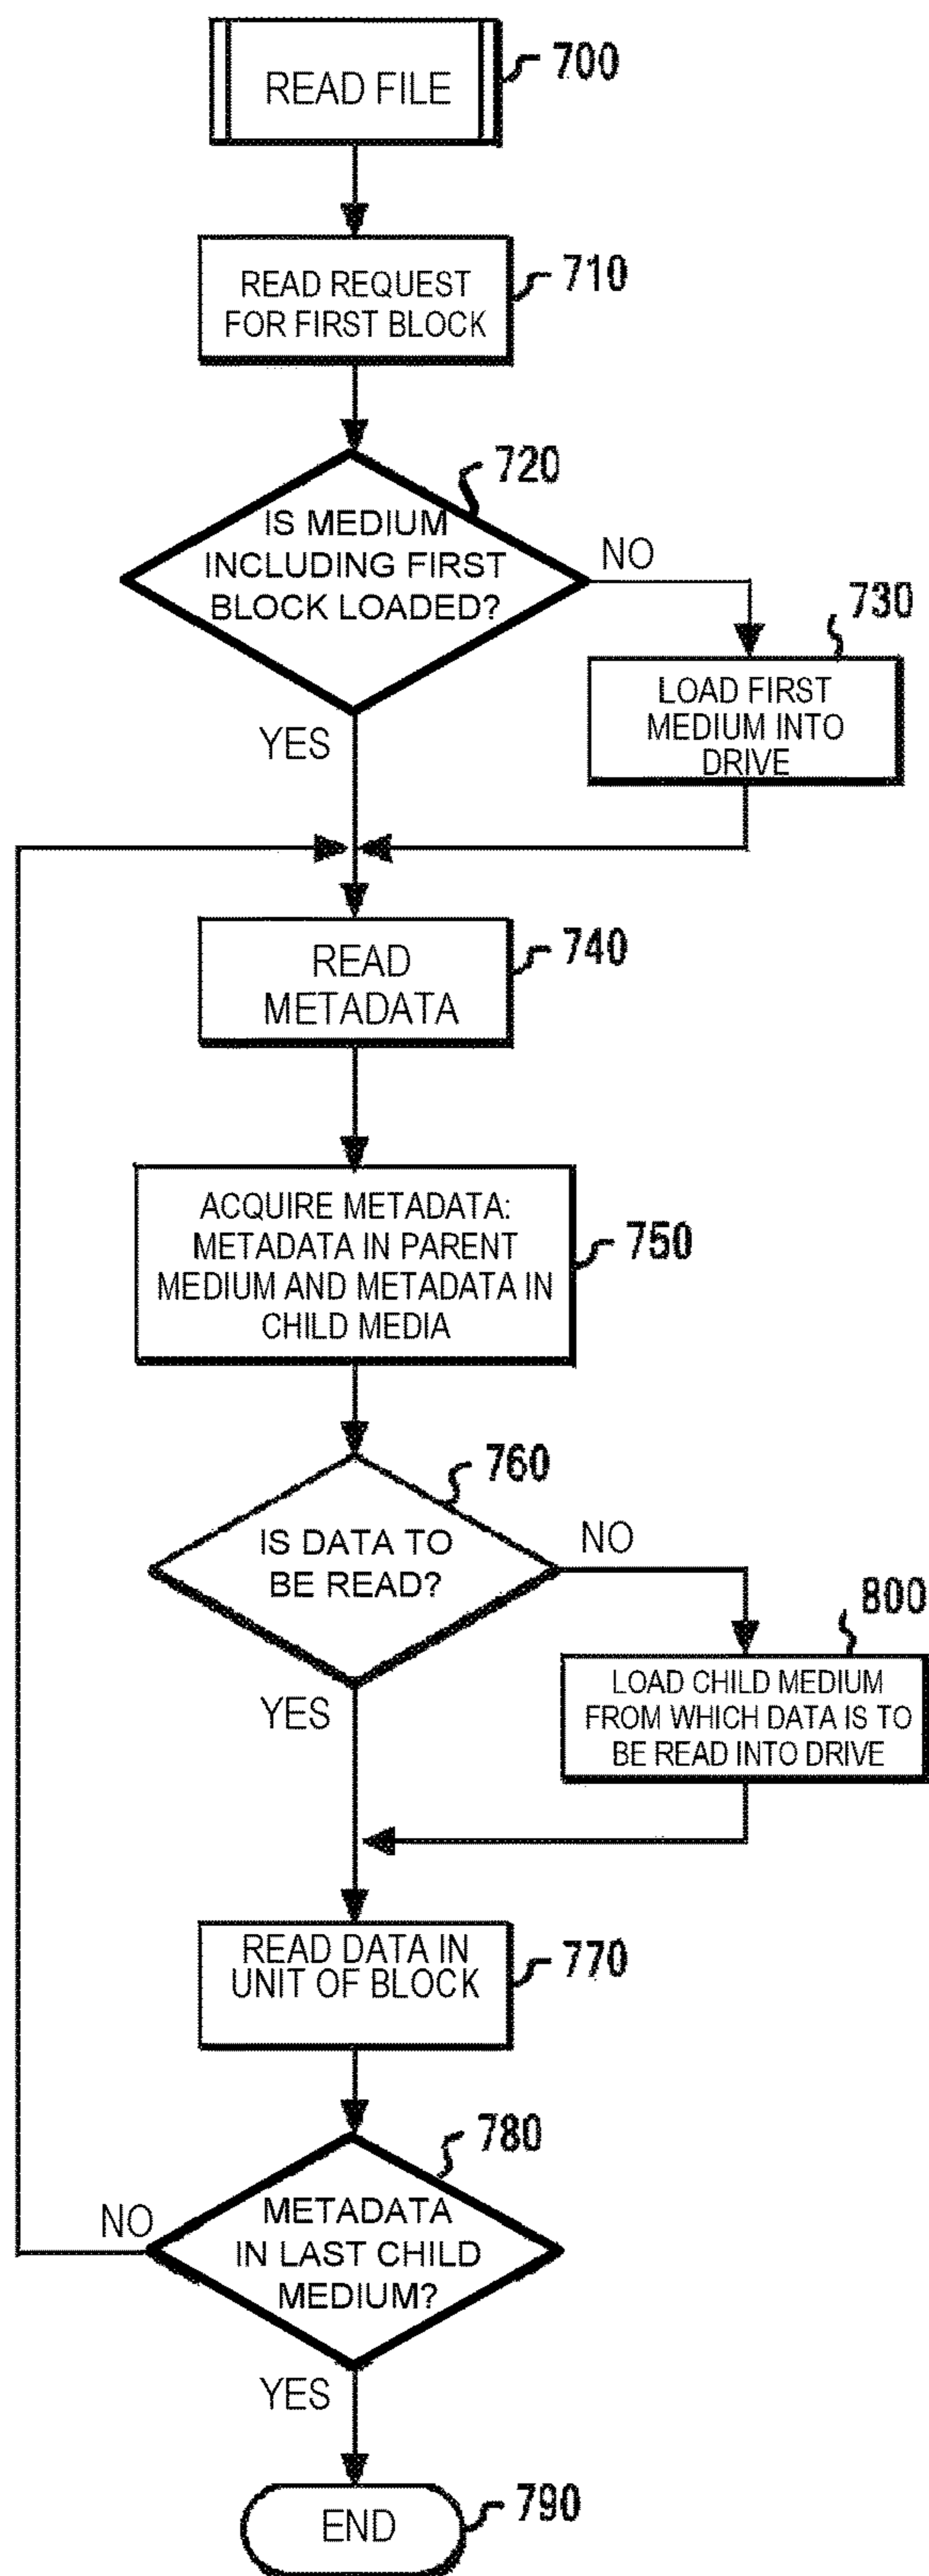 READ FILE
700
READ REQUEST
FOR FIRST BLOCK
710
720
IS MEDIUM
INCLUDING FIRST
BLOCK LOADED?
NO
730
LOAD FIRST
MEDIUM INTO
DRIVE
YES
READ
METADATA
740
ACQUIRE METADATA:
METADATA IN PARENT
MEDIUM AND METADATA IN
CHILD MEDIA
750
760
IS DATA TO
BE READ?
NO
800
LOAD CHILD MEDIUM
FROM WHICH DATA IS TO
BE READ INTO DRIVE
YES
READ DATA IN
UNIT OF BLOCK
770
780
METADATA
IN LAST CHILD
MEDIUM?
NO
YES
END
790